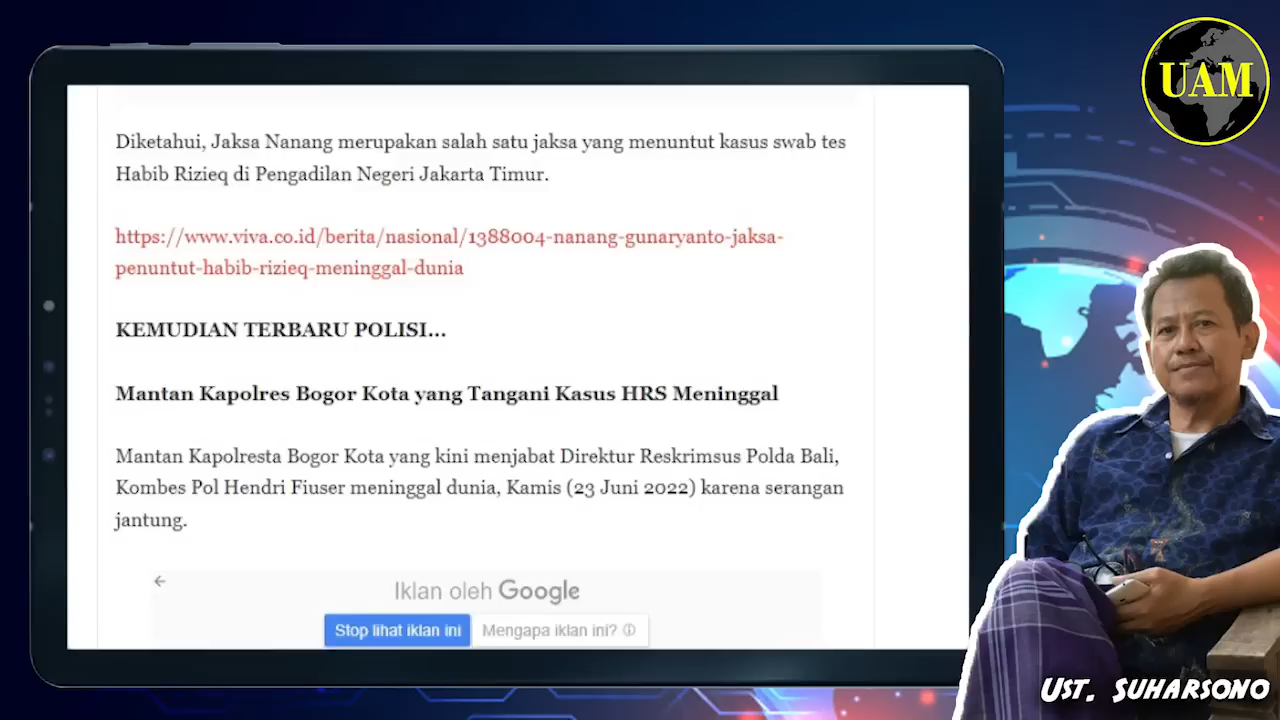 UAM
Diketahui, Jaksa Nanang merupakan salah satu jaksa yang menuntut kasus swab tes
Habib Rizieq di Pengadilan Negeri Jakarta Timur.
https://www.viva.co.id/berita/nasional/1388004-nanang-gunaryanto-jaksa-
penuntut-habib-rizieq-meninggal-dunia
KEMUDIAN TERBARU POLISI...
Mantan Kapolres Bogor Kota yang Tangani Kasus HRS Meninggal
Mantan Kapolresta Bogor Kota yang kini menjabat Direktur Reskrimsus Polda Bali,
Kombes Pol Hendri Fiuser meninggal dunia, Kamis (23 Juni 2022) karena serangan
jantung.
Iklan oleh Google
Stop lihat iklan ini Mengapa iklan ini?
UST. SUHARSONO